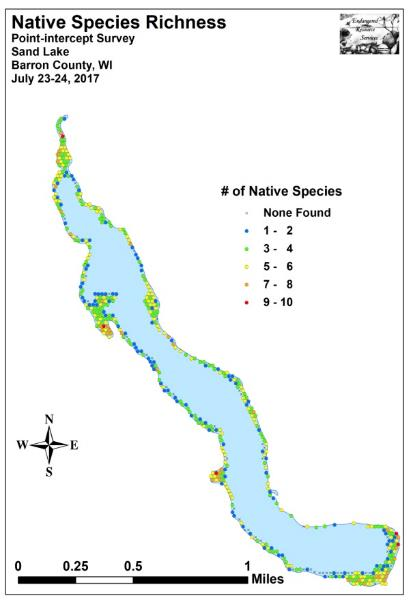 Native Species Richness
Point-intercept Survey
Sand Lake
Barron County, WI
July 23-24, 2017
Endangered
Resource
Services
# of Native Species
None Found
1 - 2
3 - 4
5 - 6
7 - 8
9 - 10
N
W E
S
0 0.25 0.5 1
Miles